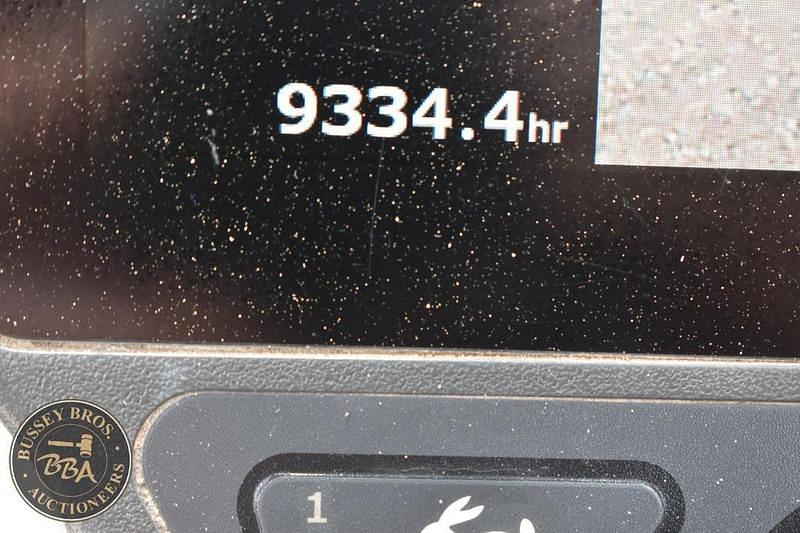 9334.4hr
BUSSEY BROS.
BBA
AUCTIONEERS
1